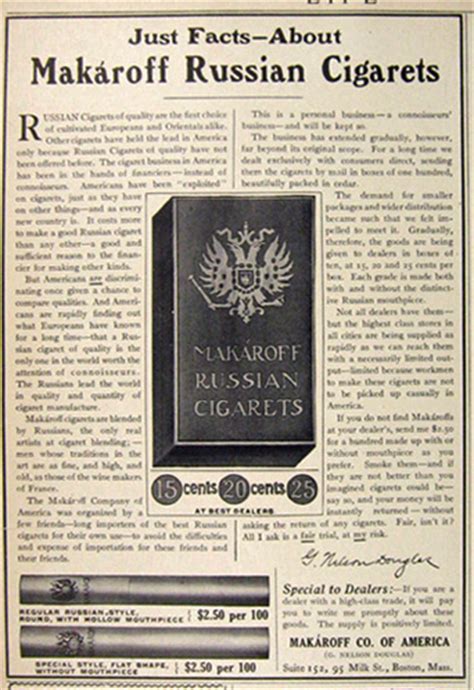 LIFE
Just Facts—About
Makároff Russian Cigarets
RUSSIAN Cigarets of quality are the first choice
of cultivated Europeans and Orientals alike.
Other cigarets have held the lead in America
only because Russian Cigarets of quality have not
been offered before. The cigaret business in America
has been in the hands of financiers—instead of
connoisseurs. Americans have been "exploited"
on cigarets, just as they have
on other things—and as every
new country is. It costs more
to make a good Russian cigaret
than any other—a good and
sufficient reason to the finan-
cier for making other kinds.
But Americans are discrimi-
nating once given a chance to
compare qualities. And Ameri-
cans are rapidly finding out
what Europeans have known
for a long time—that a Rus-
sian cigaret of quality is the
only one in the world worth the
attention of connoisseurs.
The Russians lead the world
in quality and quantity of
cigaret manufacture.
Makároff cigarets are blended
by Russians, the only real
artists at cigaret blending;—
men whose traditions in the
art are as fine, and as high,
and as old, as those of the wine makers
of France.
The Makároff Company of
America was organized by a
few friends—long importers of the best Russian
cigarets for their own use—to avoid the difficulties
and expense of importation for these friends and
their friends.
This is a personal business—a connoisseurs'
business—and will be kept so.
The business has extended gradually, however,
far beyond its original scope. For a long time we
dealt exclusively with consumers direct, sending
them the cigarets by mail in boxes of one hundred,
beautifully packed in cedar.
The demand for smaller
packages and wider distribution
became such that we felt im-
pelled to meet it. Gradually,
therefore, the goods are being
given to dealers in boxes of
ten, at 15, 20 and 25 cents per
box. Each grade is made both
with and without the distinct-
ive Russian mouthpiece.
Not all dealers have them—
but the highest class stores in
all cities are being supplied as
rapidly as we can reach them
with a necessarily limited out-
put—limited because workmen
to make these cigarets are not
to be picked up casually in
America.
If you do not find Makároffs
at your dealer's, send me $2.50
for a hundred made up with or
without mouthpiece as you
prefer. Smoke them—and if
they are not better than you
imagined cigarets could be—
say so, and your money will be
instantly returned without
asking the return of any cigarets. Fair, isn't it?
All I ask is a fair trial, at my risk.
MAKÁROFF
RUSSIAN
CIGARETS
15 cents 20 cents 25
AT BEST DEALERS
G. Nelson Douglas
REGULAR RUSSIAN STYLE,
ROUND, WITH HOLLOW MOUTHPIECE
$2.50 per 100
SPECIAL STYLE, FLAT SHAPE,
WITHOUT MOUTHPIECE
$2.50 per 100
Special to Dealers:—If you are a
dealer with a high-class trade, it will
pay you to write me promptly about
these goods.
MAKÁROFF CO. OF AMERICA
(G. NELSON DOUGLAS)
Suite 152, 95 Milk St., Boston, Mass.